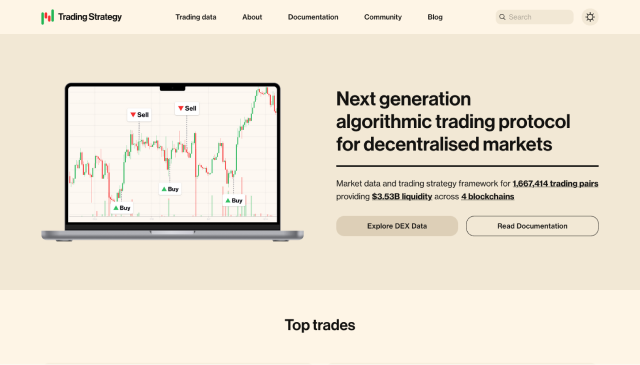 Trading Strategy
Trading data
About
Documentation
Community
Blog
Search
Sell
Sell
Buy
Buy
Buy
Next generation
algorithmic trading protocol
for decentralised markets
Market data and trading strategy framework for 1,667,414 trading pairs
providing $3.53B liquidity across 4 blockchains
Explore DEX Data
Read Documentation
Top trades